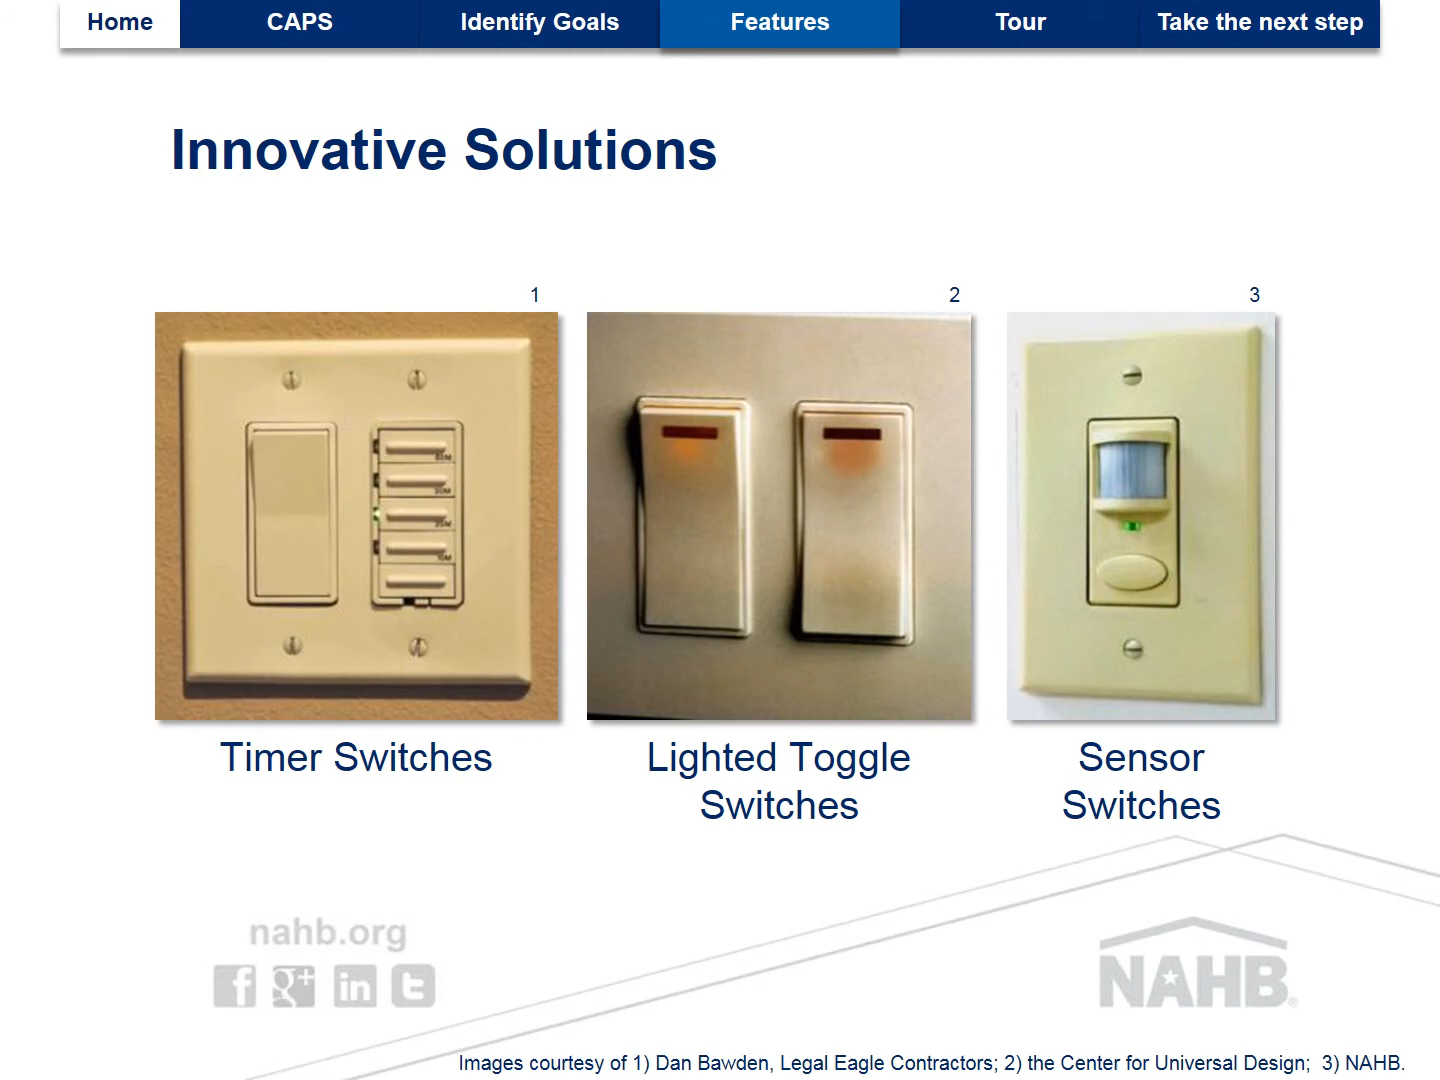 Home CAPS Identify Goals Features Tour Take the next step
Innovative Solutions
1 2 3
Timer Switches
Lighted Toggle
Switches
Sensor
Switches
nahb.org
NAHB
Images courtesy of 1) Dan Bawden, Legal Eagle Contractors; 2) the Center for Universal Design; 3) NAHB.